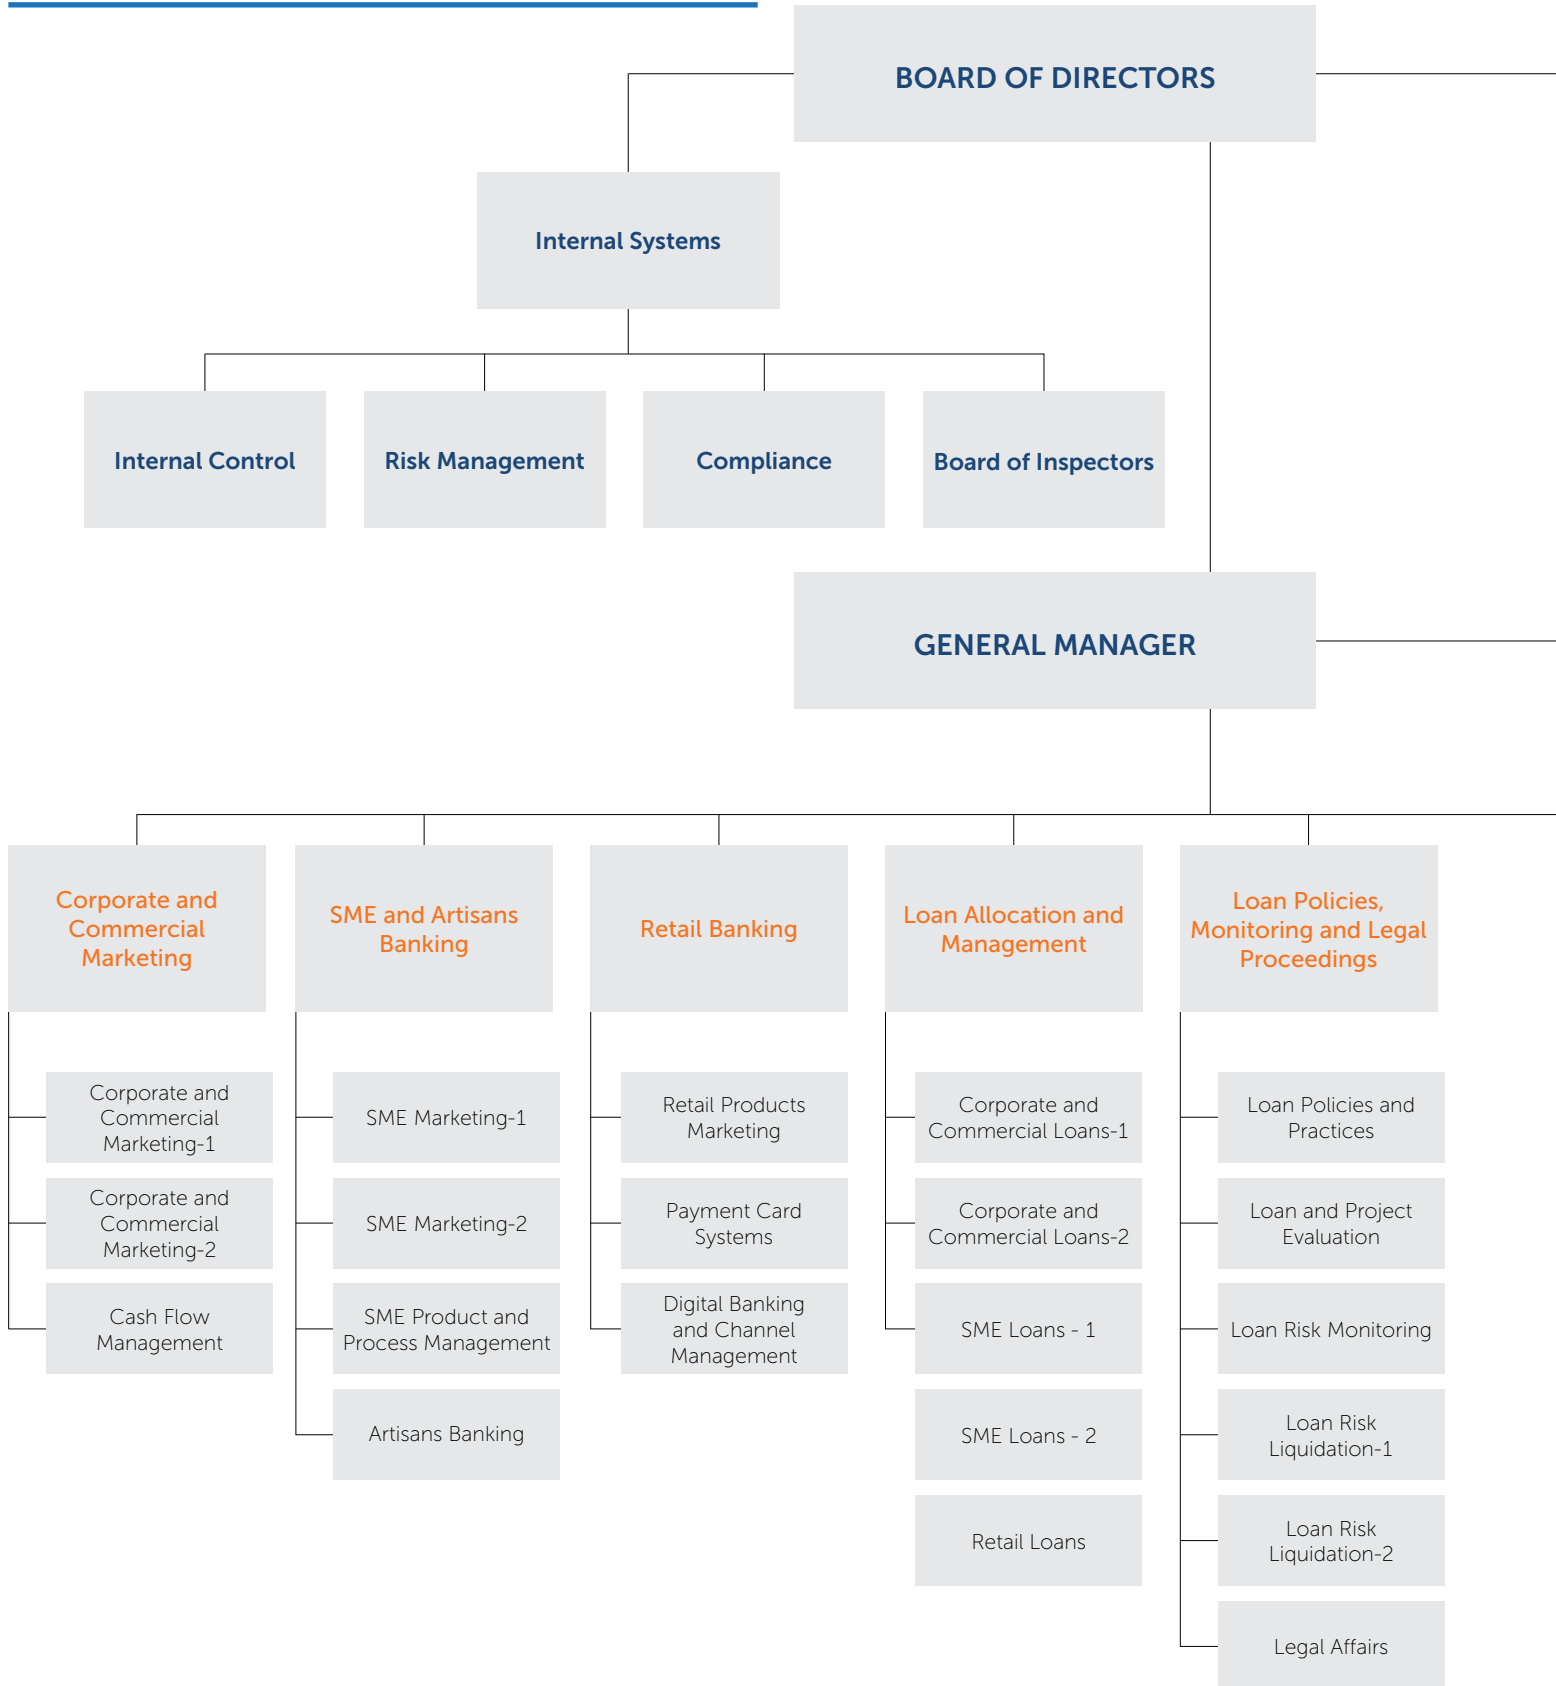 BOARD OF DIRECTORS
Internal Systems
Internal Control
Risk Management
Compliance
Board of Inspectors
GENERAL MANAGER
Corporate and
Commercial
Marketing
SME and Artisans
Banking
Retail Banking
Loan Allocation and
Management
Loan Policies,
Monitoring and Legal
Proceedings
Corporate and
Commercial
Marketing-1
Corporate and
Commercial
Marketing-2
Cash Flow
Management
SME Marketing-1
SME Marketing-2
SME Product and
Process Management
Artisans Banking
Retail Products
Marketing
Payment Card
Systems
Digital Banking
and Channel
Management
Corporate and
Commercial Loans-1
Corporate and
Commercial Loans-2
SME Loans - 1
SME Loans - 2
Retail Loans
Loan Policies and
Practices
Loan and Project
Evaluation
Loan Risk Monitoring
Loan Risk
Liquidation-1
Loan Risk
Liquidation-2
Legal Affairs